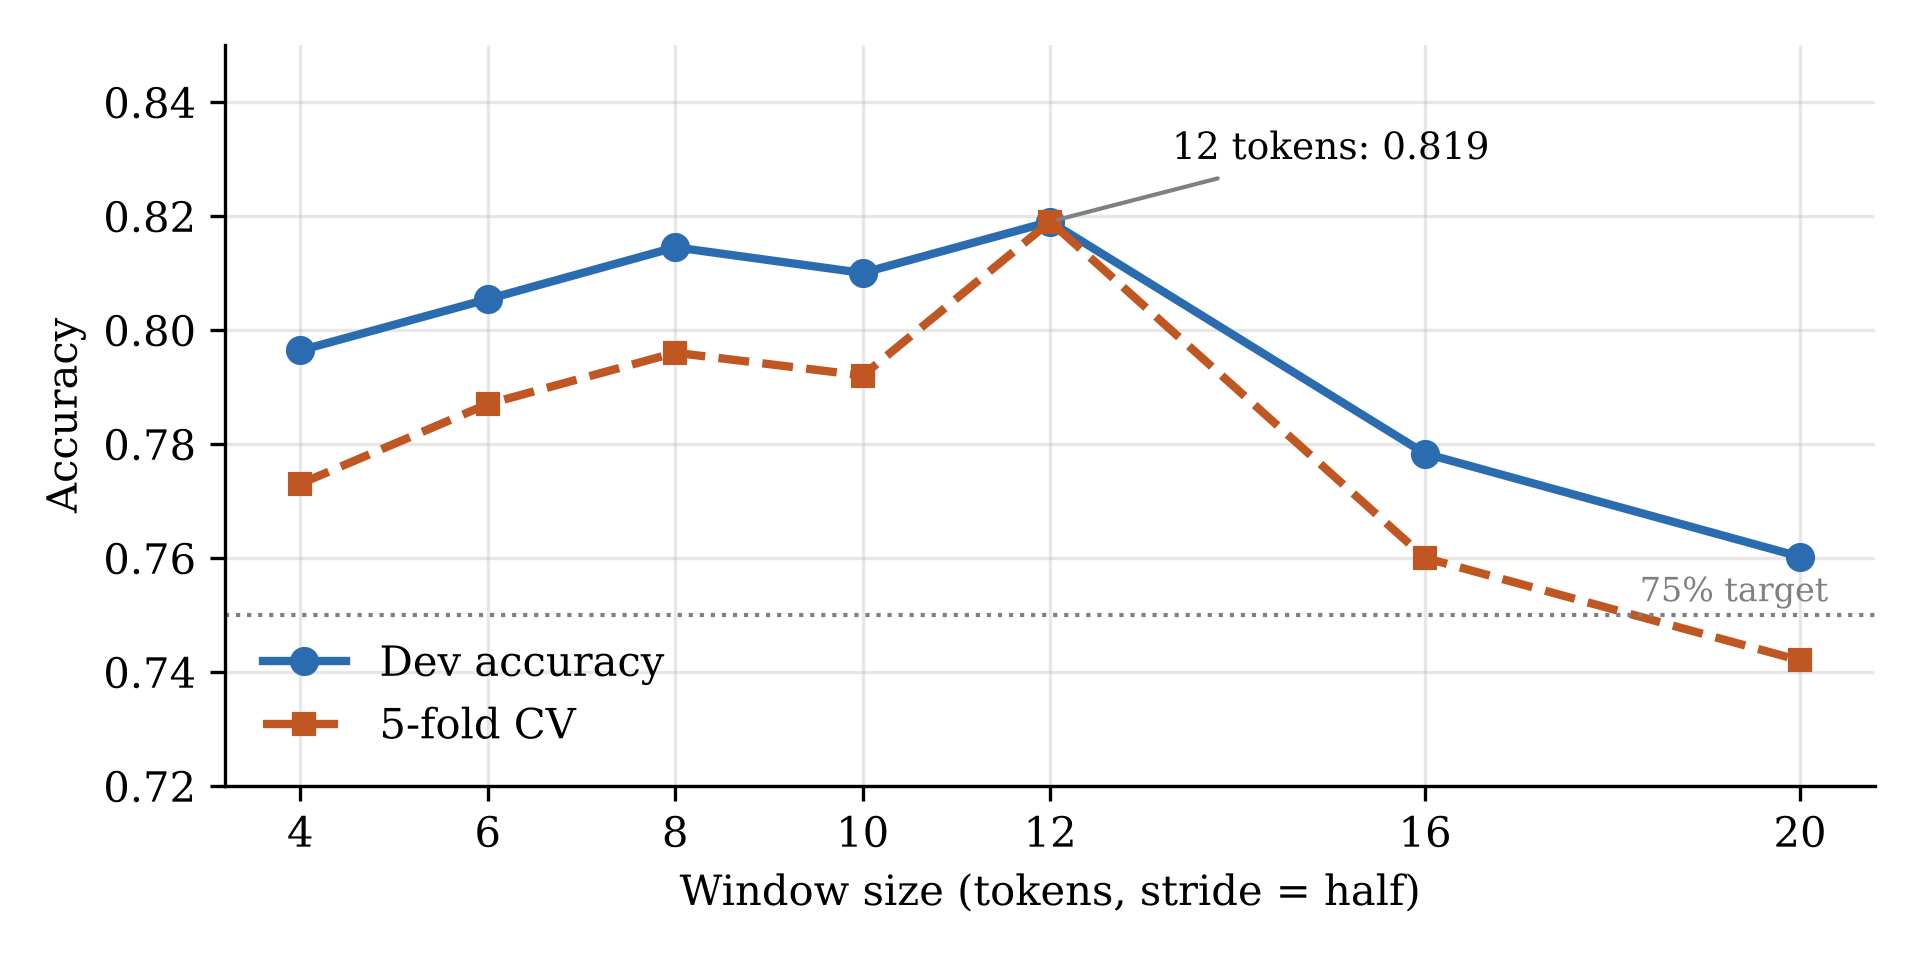 0.84
0.82
0.80
0.78
0.76
0.74
0.72
Accuracy
12 tokens: 0.819
75% target
Dev accuracy
5-fold CV
4 6 8 10 12 16 20
Window size (tokens, stride = half)